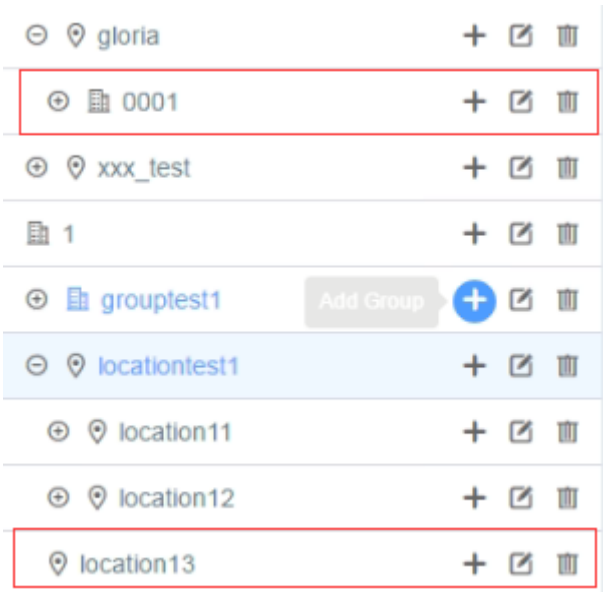 gloria
0001
xxx_test
1
grouptest1 Add Group
locationtest1
location11
location12
location13